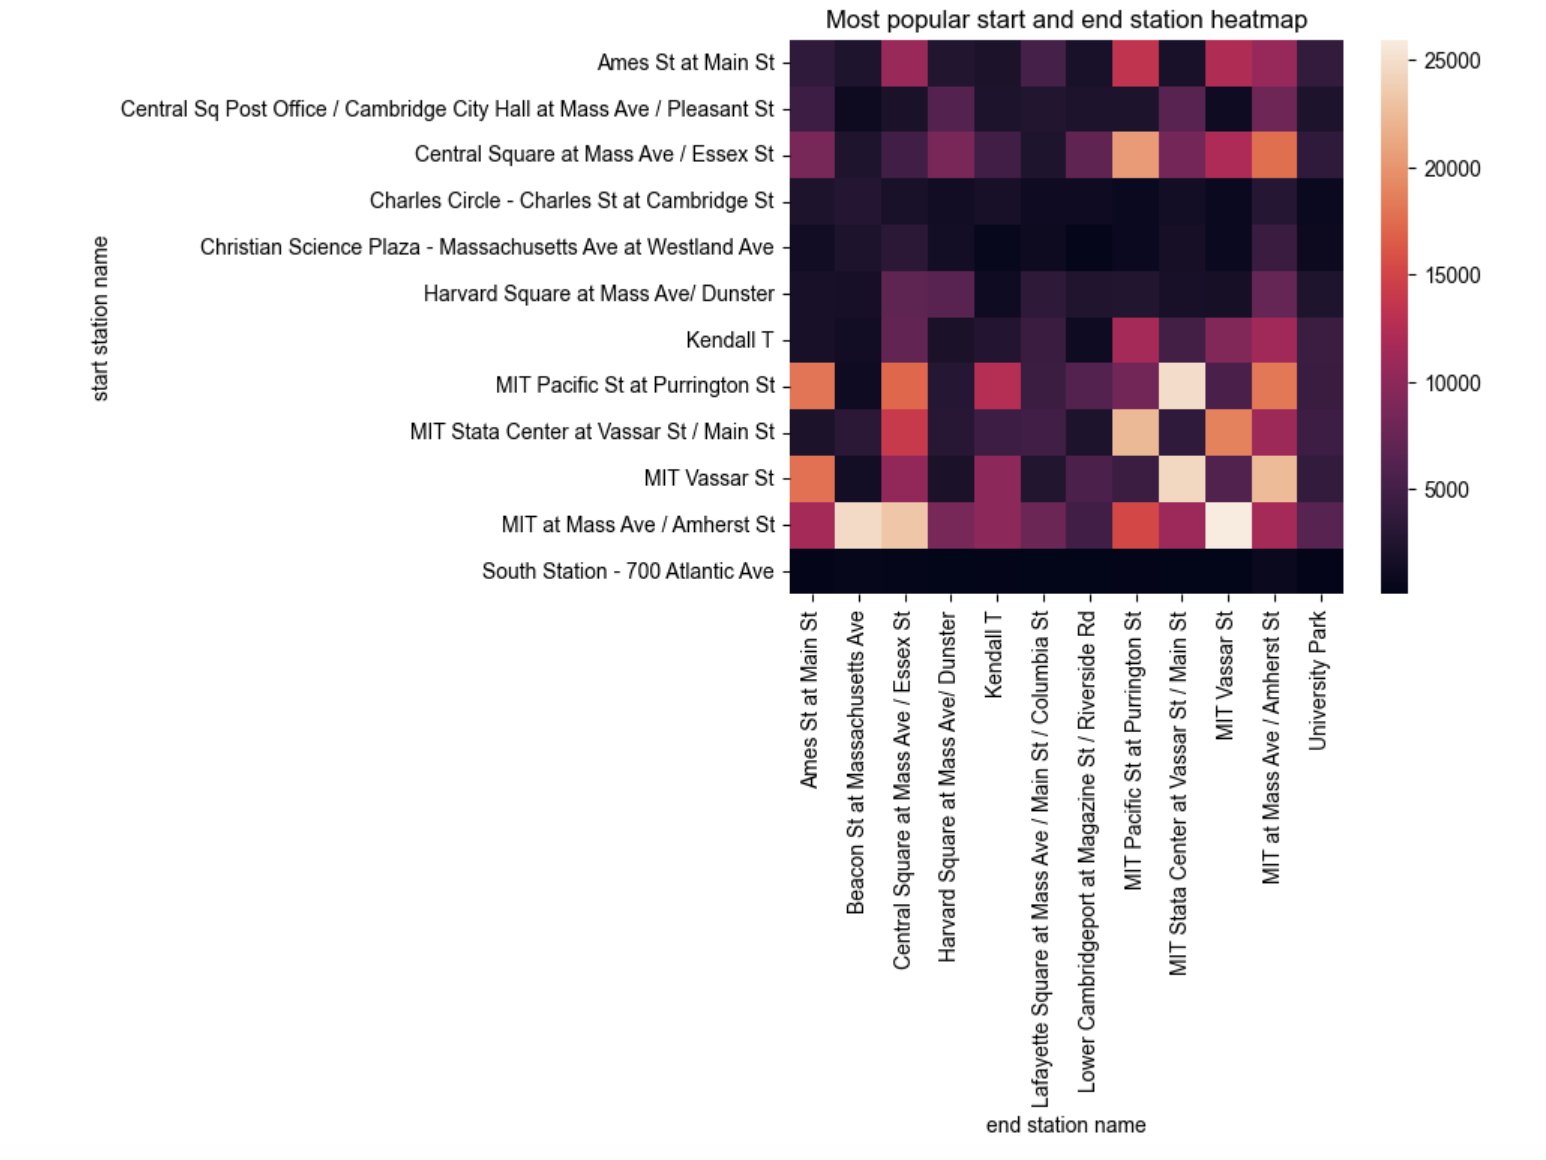 Most popular start and end station heatmap
start station name
Ames St at Main St
Central Sq Post Office / Cambridge City Hall at Mass Ave / Pleasant St
Central Square at Mass Ave / Essex St
Charles Circle - Charles St at Cambridge St
Christian Science Plaza - Massachusetts Ave at Westland Ave
Harvard Square at Mass Ave/ Dunster
Kendall T
MIT Pacific St at Purrington St
MIT Stata Center at Vassar St / Main St
MIT Vassar St
MIT at Mass Ave / Amherst St
South Station - 700 Atlantic Ave
25000
20000
15000
10000
5000
Ames St at Main St
Beacon St at Massachusetts Ave
Central Square at Mass Ave / Essex St
Harvard Square at Mass Ave/ Dunster
Kendall T
Lafayette Square at Mass Ave / Main St / Columbia St
Lower Cambridgeport at Magazine St / Riverside Rd
MIT Pacific St at Purrington St
MIT Stata Center at Vassar St / Main St
MIT Vassar St
MIT at Mass Ave / Amherst St
University Park
end station name